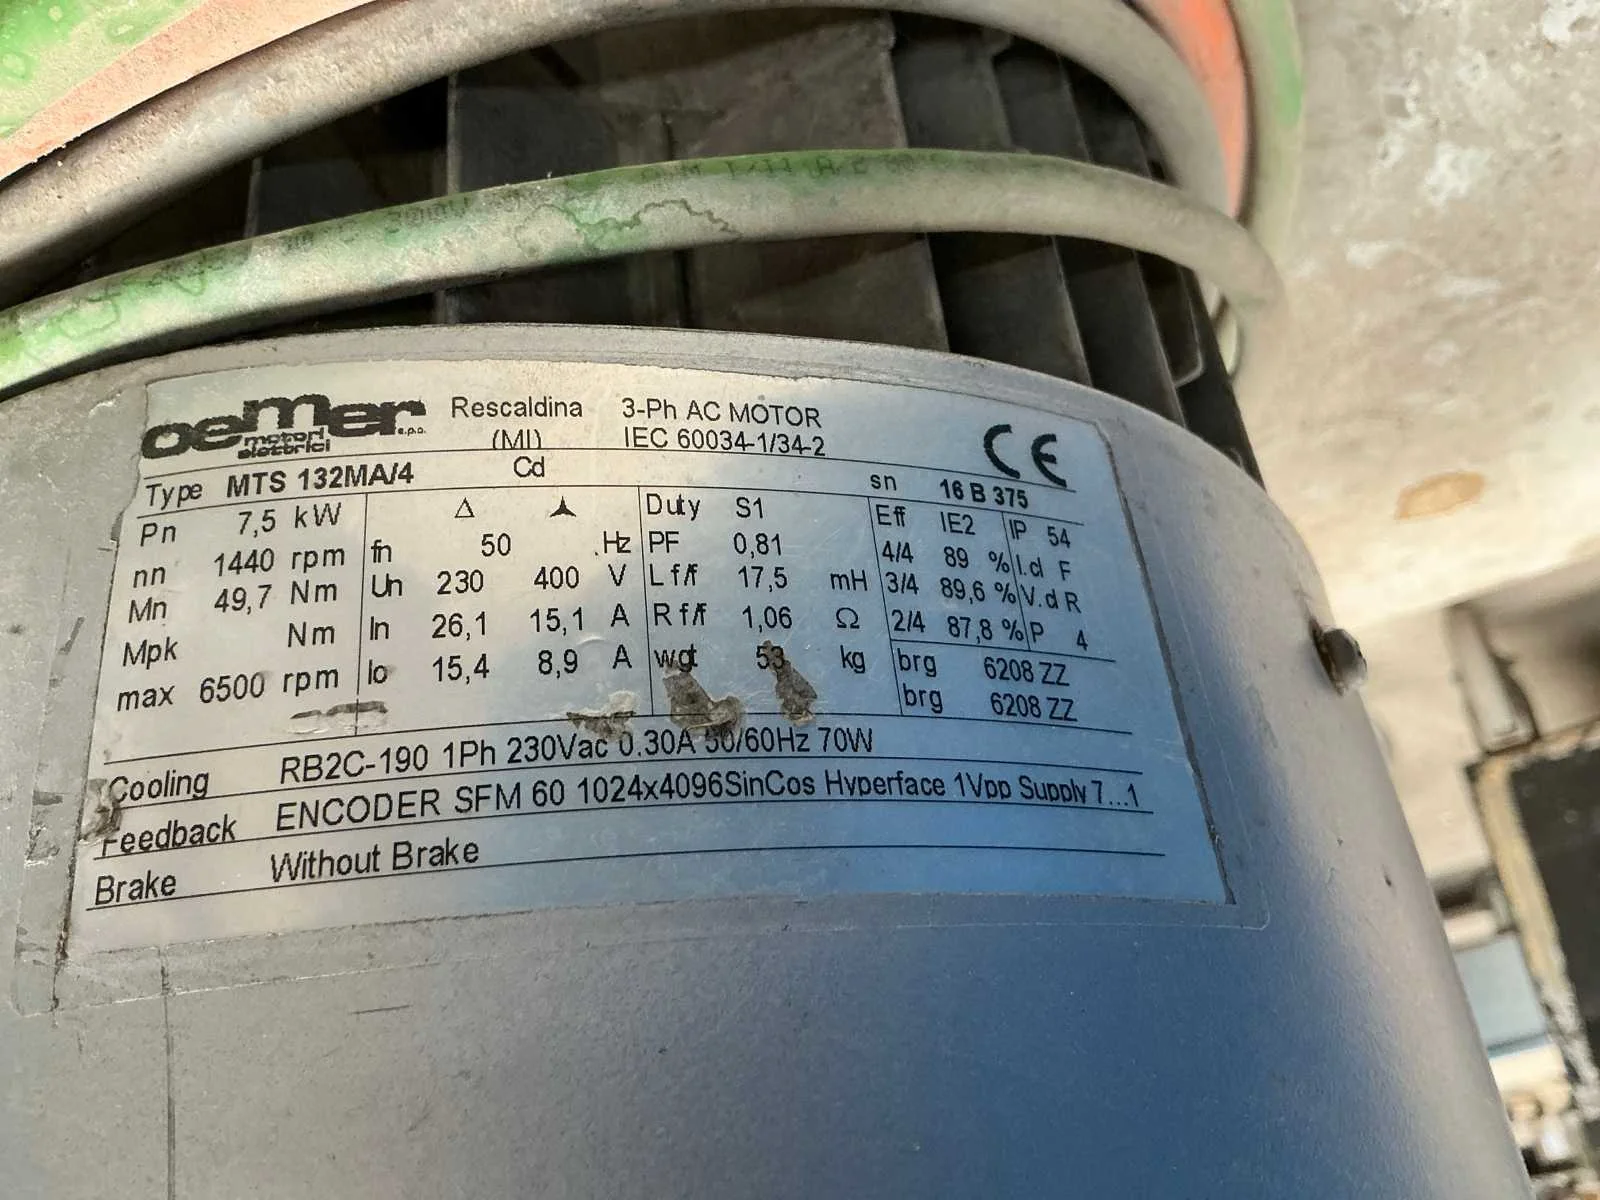 oemer s.p.a.
motori
elettrici
Rescaldina
(MI)
3-Ph AC MOTOR
IEC 60034-1/34-2
CE
Type MTS 132MA/4 Cd sn 16 B 375
Pn 7,5 kW
nn 1440 rpm
Mn 49,7 Nm
Mpk Nm
max 6500 rpm
Δ
fn 50 .Hz
Un 230 400 V
In 26,1 15,1 A
Io 15,4 8,9 A
Duty S1
PF 0,81
L f/f 17,5 mH
R f/f 1,06 Ω
wgt 53 kg
Eff IE2
4/4 89 %
3/4 89,6 %
2/4 87,8 %
IP 54
I.cl F
V.d R
P 4
brg 6208 ZZ
brg 6208 ZZ
Cooling RB2C-190 1Ph 230Vac 0.30A 50/60Hz 70W
Feedback ENCODER SFM 60 1024x4096SinCos Hyperface 1Vpp Supply 7...1
Brake Without Brake